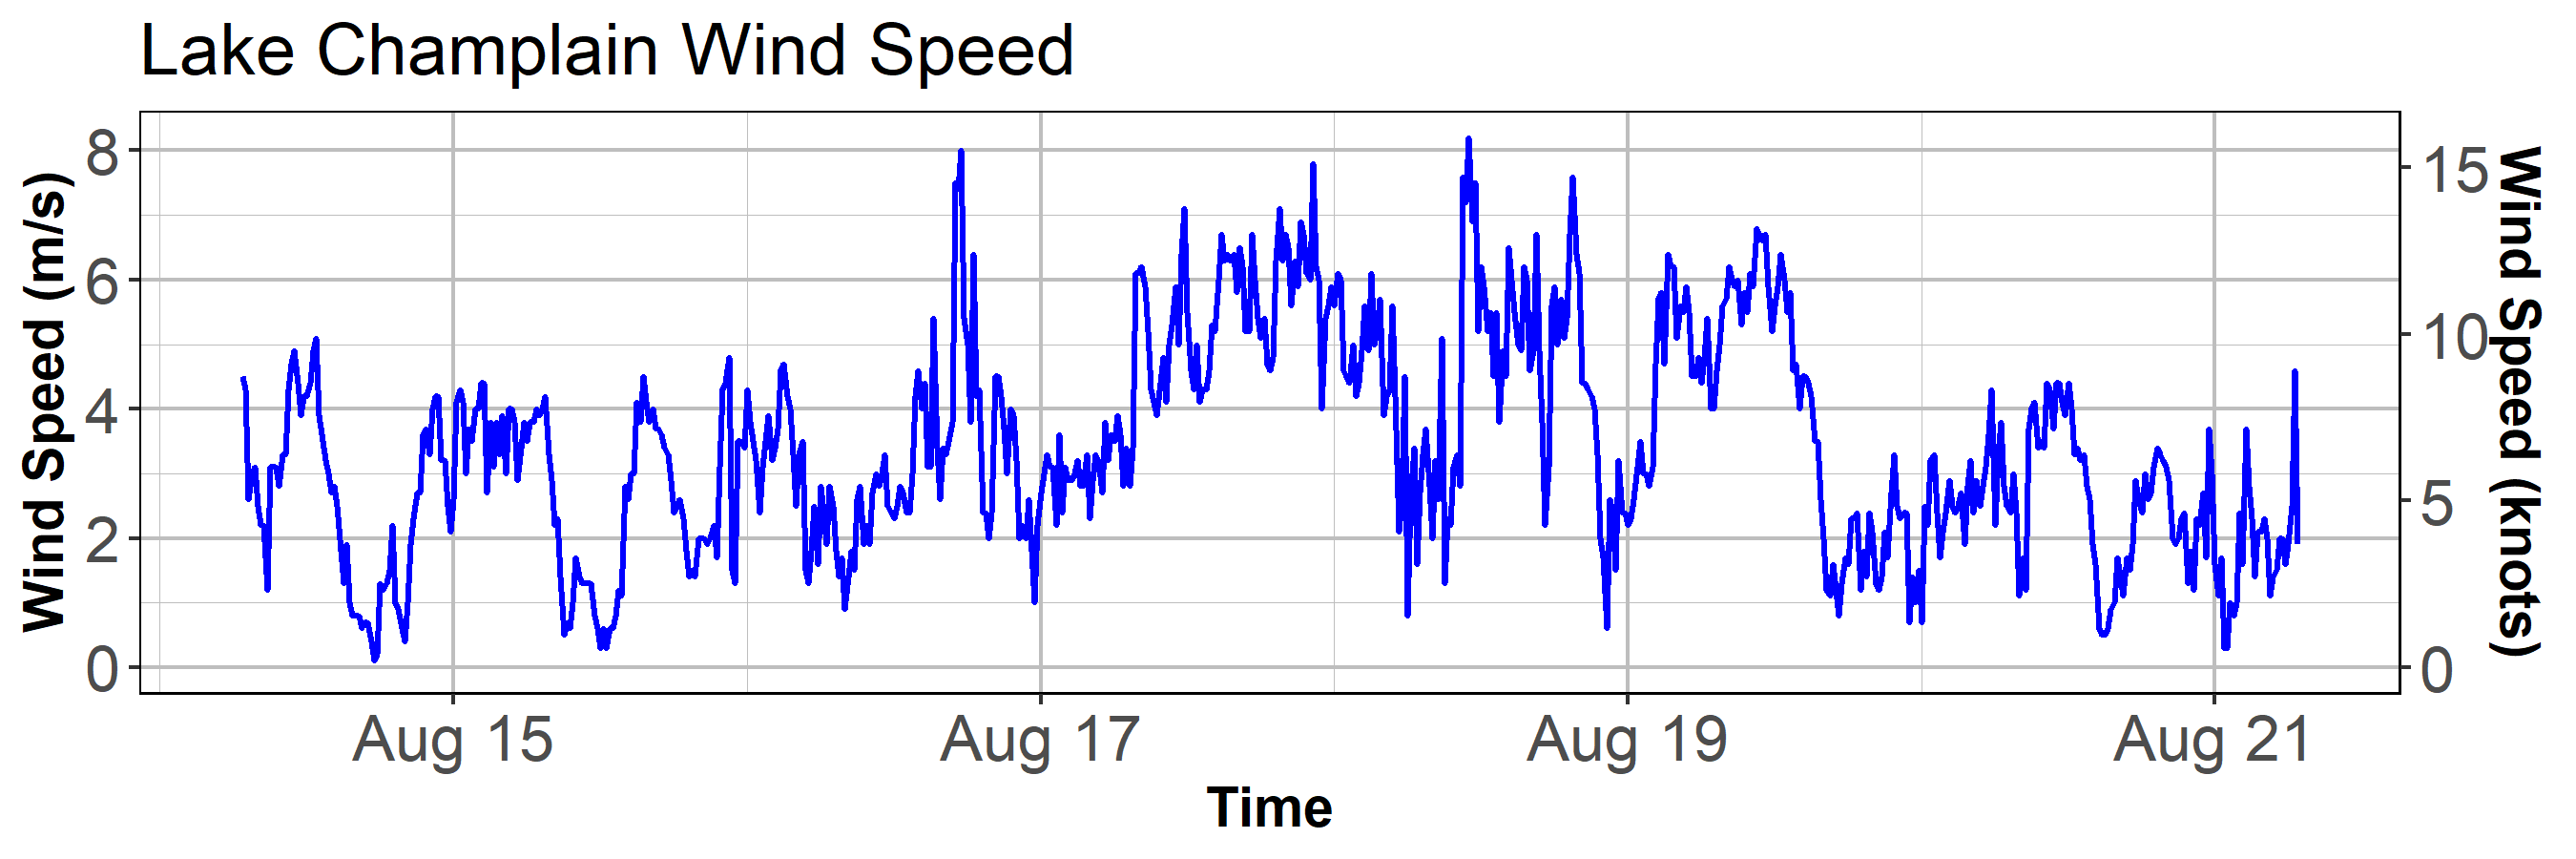 Lake Champlain Wind Speed
Wind Speed (m/s)
8
6
4
2
0
15
10
5
0
Wind Speed (knots)
Aug 15
Aug 17
Aug 19
Aug 21
Time